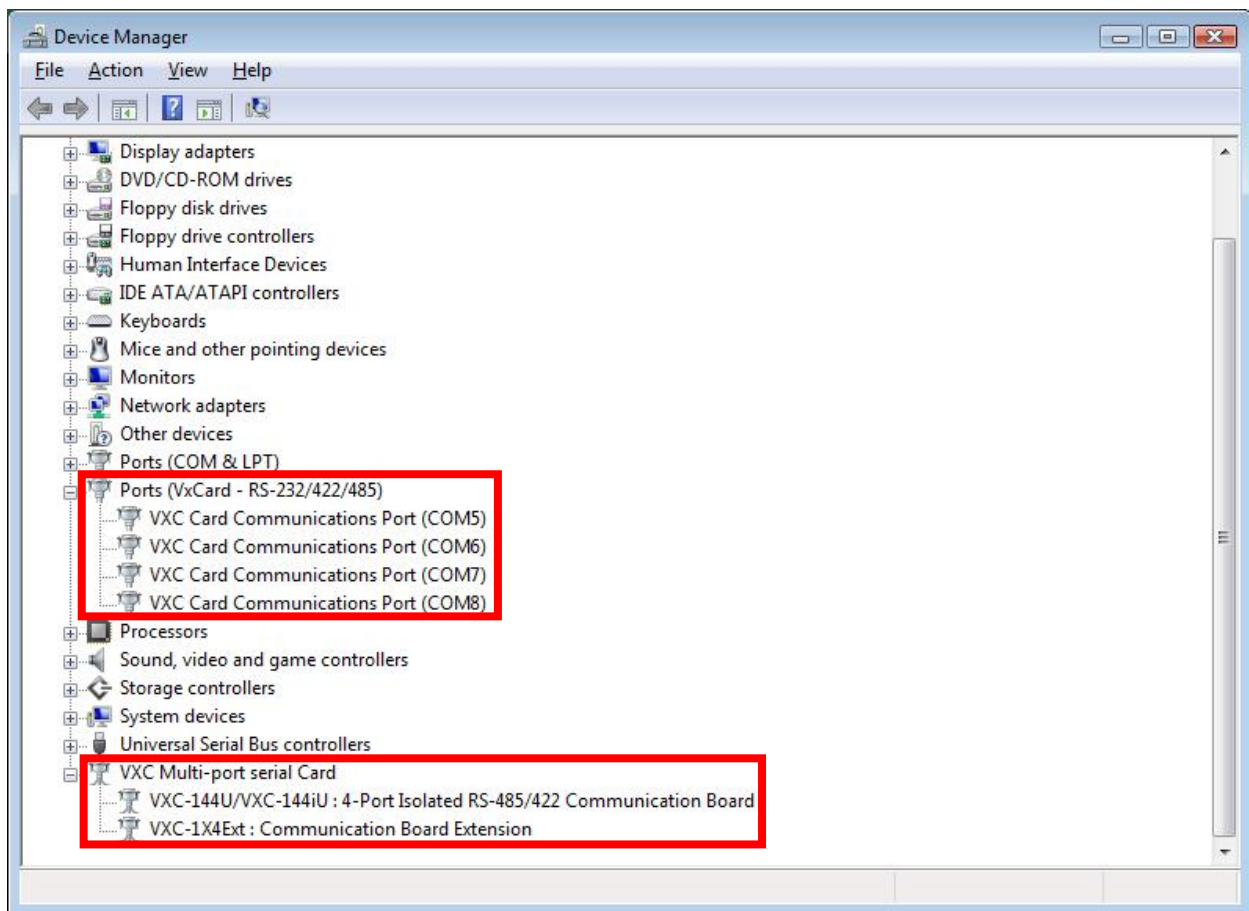 Device Manager
File Action View Help
Display adapters
DVD/CD-ROM drives
Floppy disk drives
Floppy drive controllers
Human Interface Devices
IDE ATA/ATAPI controllers
Keyboards
Mice and other pointing devices
Monitors
Network adapters
Other devices
Ports (COM & LPT)
Ports (VxCard - RS-232/422/485)
VXC Card Communications Port (COM5)
VXC Card Communications Port (COM6)
VXC Card Communications Port (COM7)
VXC Card Communications Port (COM8)
Processors
Sound, video and game controllers
Storage controllers
System devices
Universal Serial Bus controllers
VXC Multi-port serial Card
VXC-144U/VXC-144iU : 4-Port Isolated RS-485/422 Communication Board
VXC-1X4Ext : Communication Board Extension